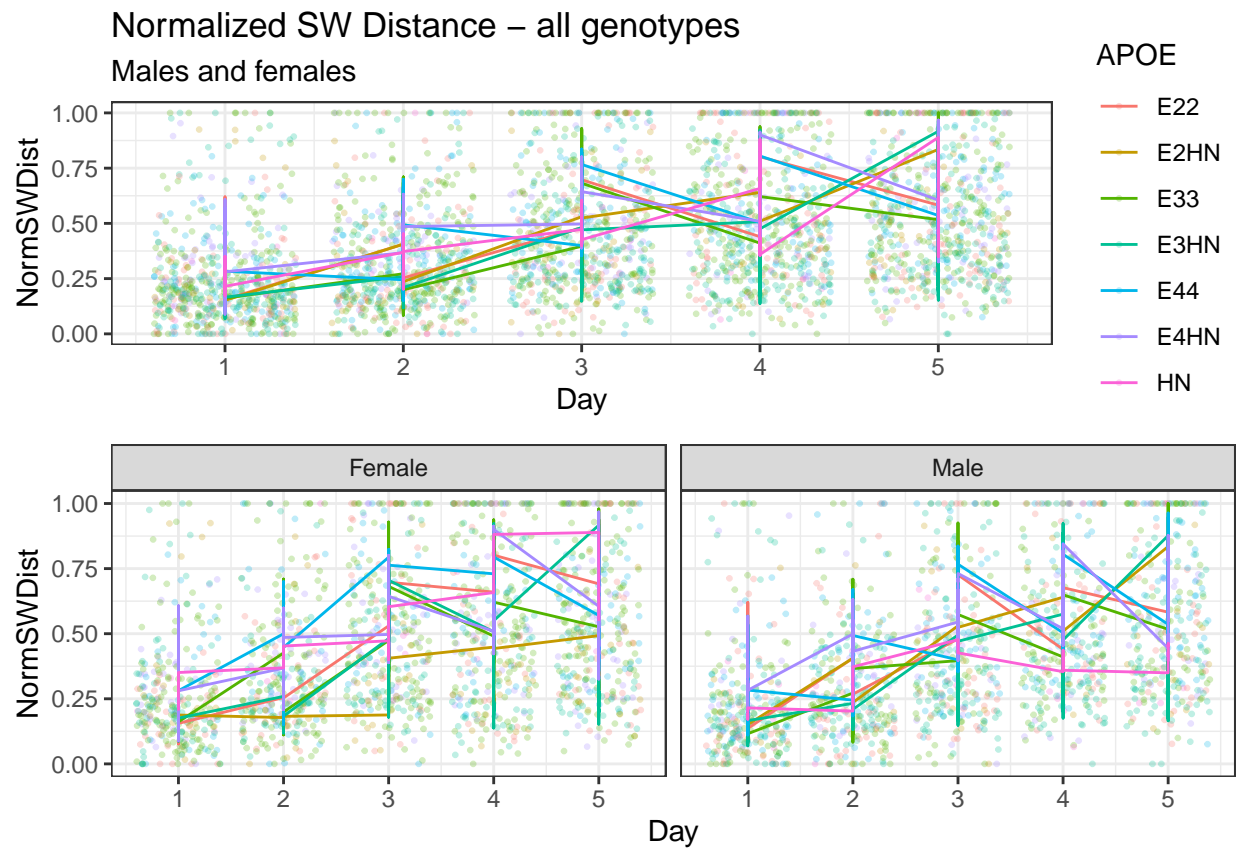 Normalized SW Distance – all genotypes
Males and females
APOE
E22
E2HN
E33
E3HN
E44
E4HN
HN
NormSWDist
1.00
0.75
0.50
0.25
0.00
1 2 3 4 5
Day
Female
Male
NormSWDist
1.00
0.75
0.50
0.25
0.00
1 2 3 4 5
1 2 3 4 5
Day